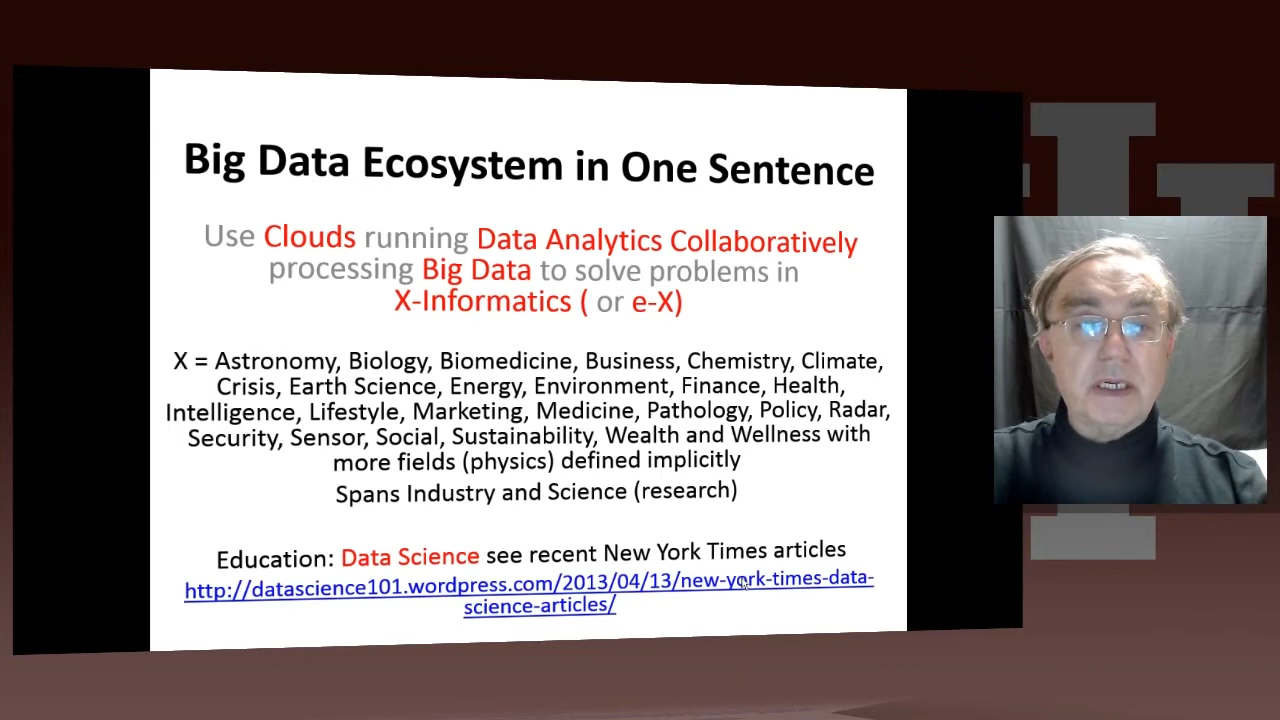 Big Data Ecosystem in One Sentence
Use Clouds running Data Analytics Collaboratively
processing Big Data to solve problems in
X-Informatics ( or e-X)
X = Astronomy, Biology, Biomedicine, Business, Chemistry, Climate,
Crisis, Earth Science, Energy, Environment, Finance, Health,
Intelligence, Lifestyle, Marketing, Medicine, Pathology, Policy, Radar,
Security, Sensor, Social, Sustainability, Wealth and Wellness with
more fields (physics) defined implicitly
Spans Industry and Science (research)
Education: Data Science see recent New York Times articles
http://datascience101.wordpress.com/2013/04/13/new-york-times-data-
science-articles/